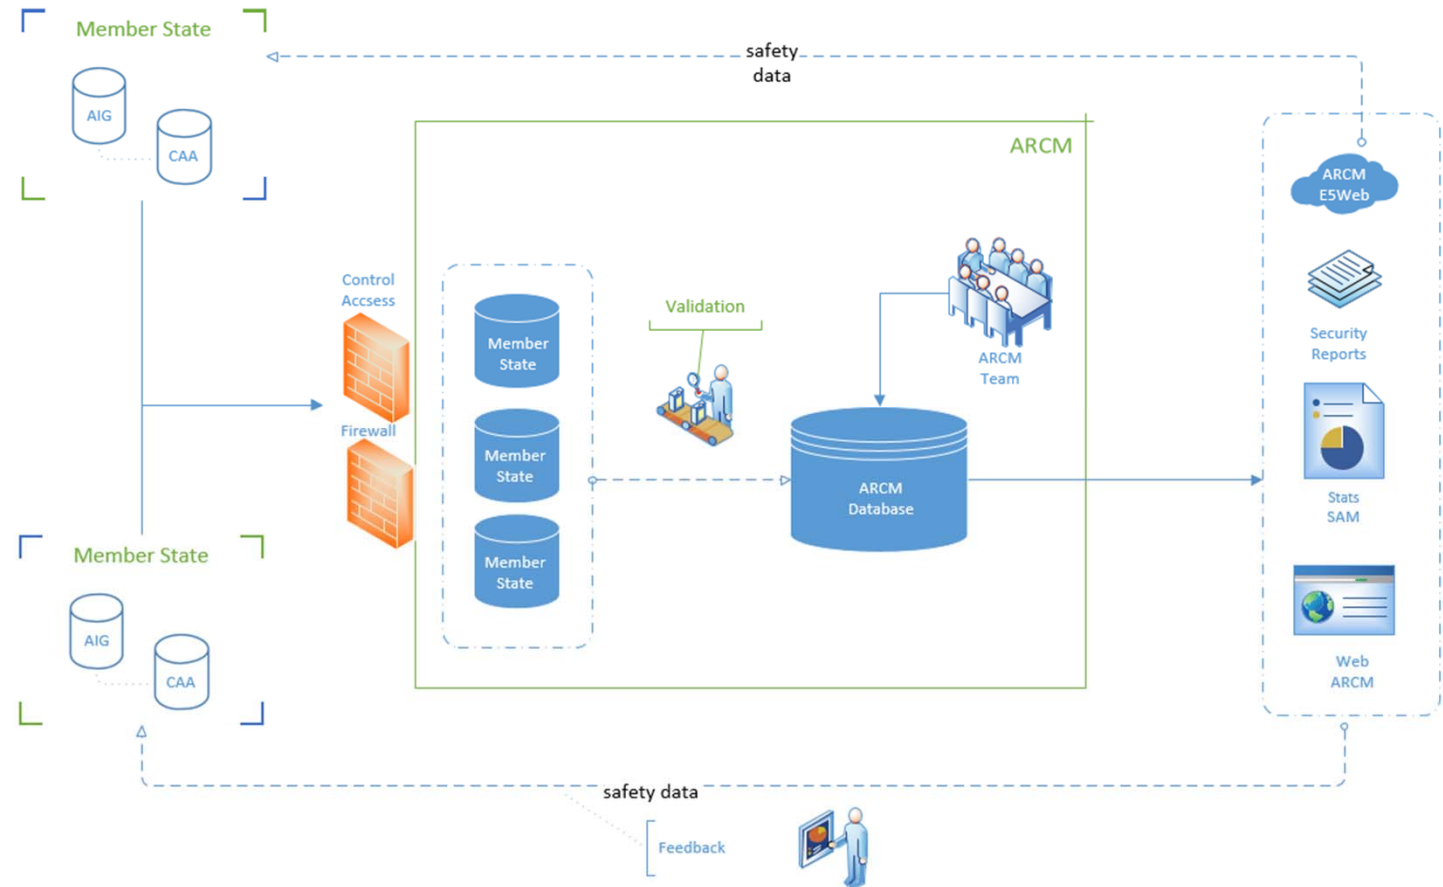 Member State
AIG
CAA
safety
data
ARCM
ARCM
E5Web
Control
Accsess
Firewall
Member
State
Member
State
Member
State
Validation
ARCM
Team
ARCM
Database
Security
Reports
Stats
SAM
Web
ARCM
Member State
AIG
CAA
safety data
Feedback